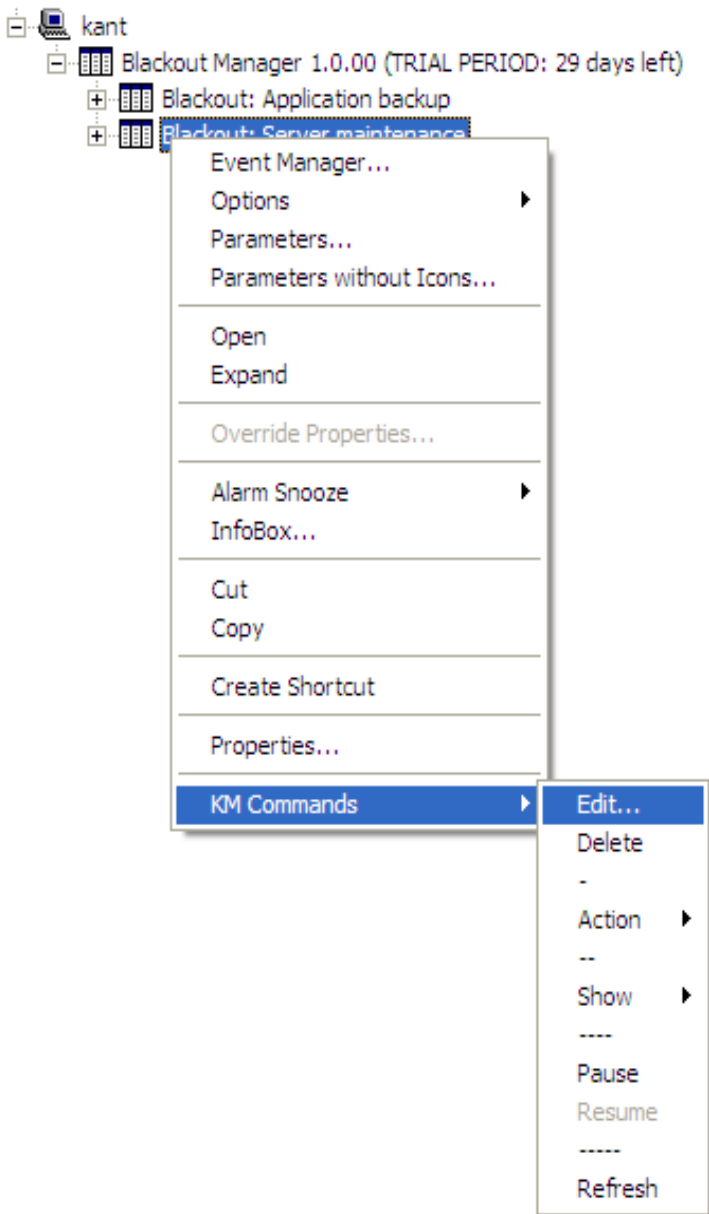 kant
Blackout Manager 1.0.00 (TRIAL PERIOD: 29 days left)
Blackout: Application backup
Blackout: Server maintenance
Event Manager...
Options
Parameters...
Parameters without Icons...
Open
Expand
Override Properties...
Alarm Snooze
InfoBox...
Cut
Copy
Create Shortcut
Properties...
KM Commands
Edit...
Delete
-
Action
--
Show
----
Pause
Resume
-----
Refresh